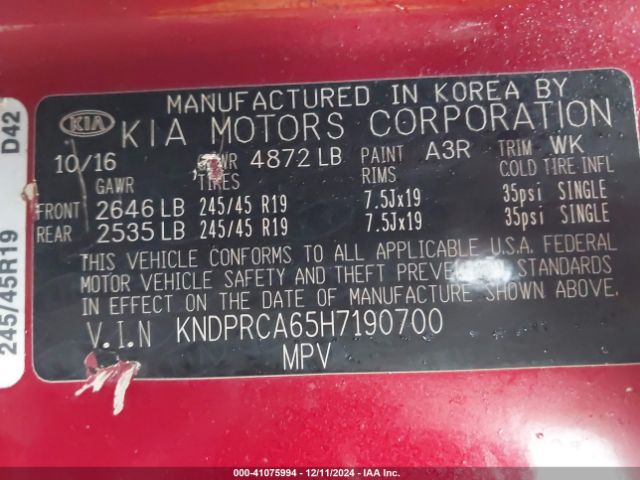 MANUFACTURED IN KOREA BY
KIA KIA MOTORS CORPORATION
10/16 4872 LB PAINT A3R TRIM WK
GAWR TIRES RIMS COLD TIRE INFL
FRONT 2646 LB 245/45 R19 7.5Jx19 35psi SINGLE
REAR 2535 LB 245/45 R19 7.5Jx19 35psi SINGLE
THIS VEHICLE CONFORMS TO ALL APPLICABLE U.S.A. FEDERAL
MOTOR VEHICLE SAFETY AND THEFT PREVENTION STANDARDS
IN EFFECT ON THE DATE OF MANUFACTURE SHOWN ABOVE.
V.I.N KNDPRCA65H7190700
MPV
245/45R19 D42
000-41075994 • 12/11/2024 - IAA Inc.